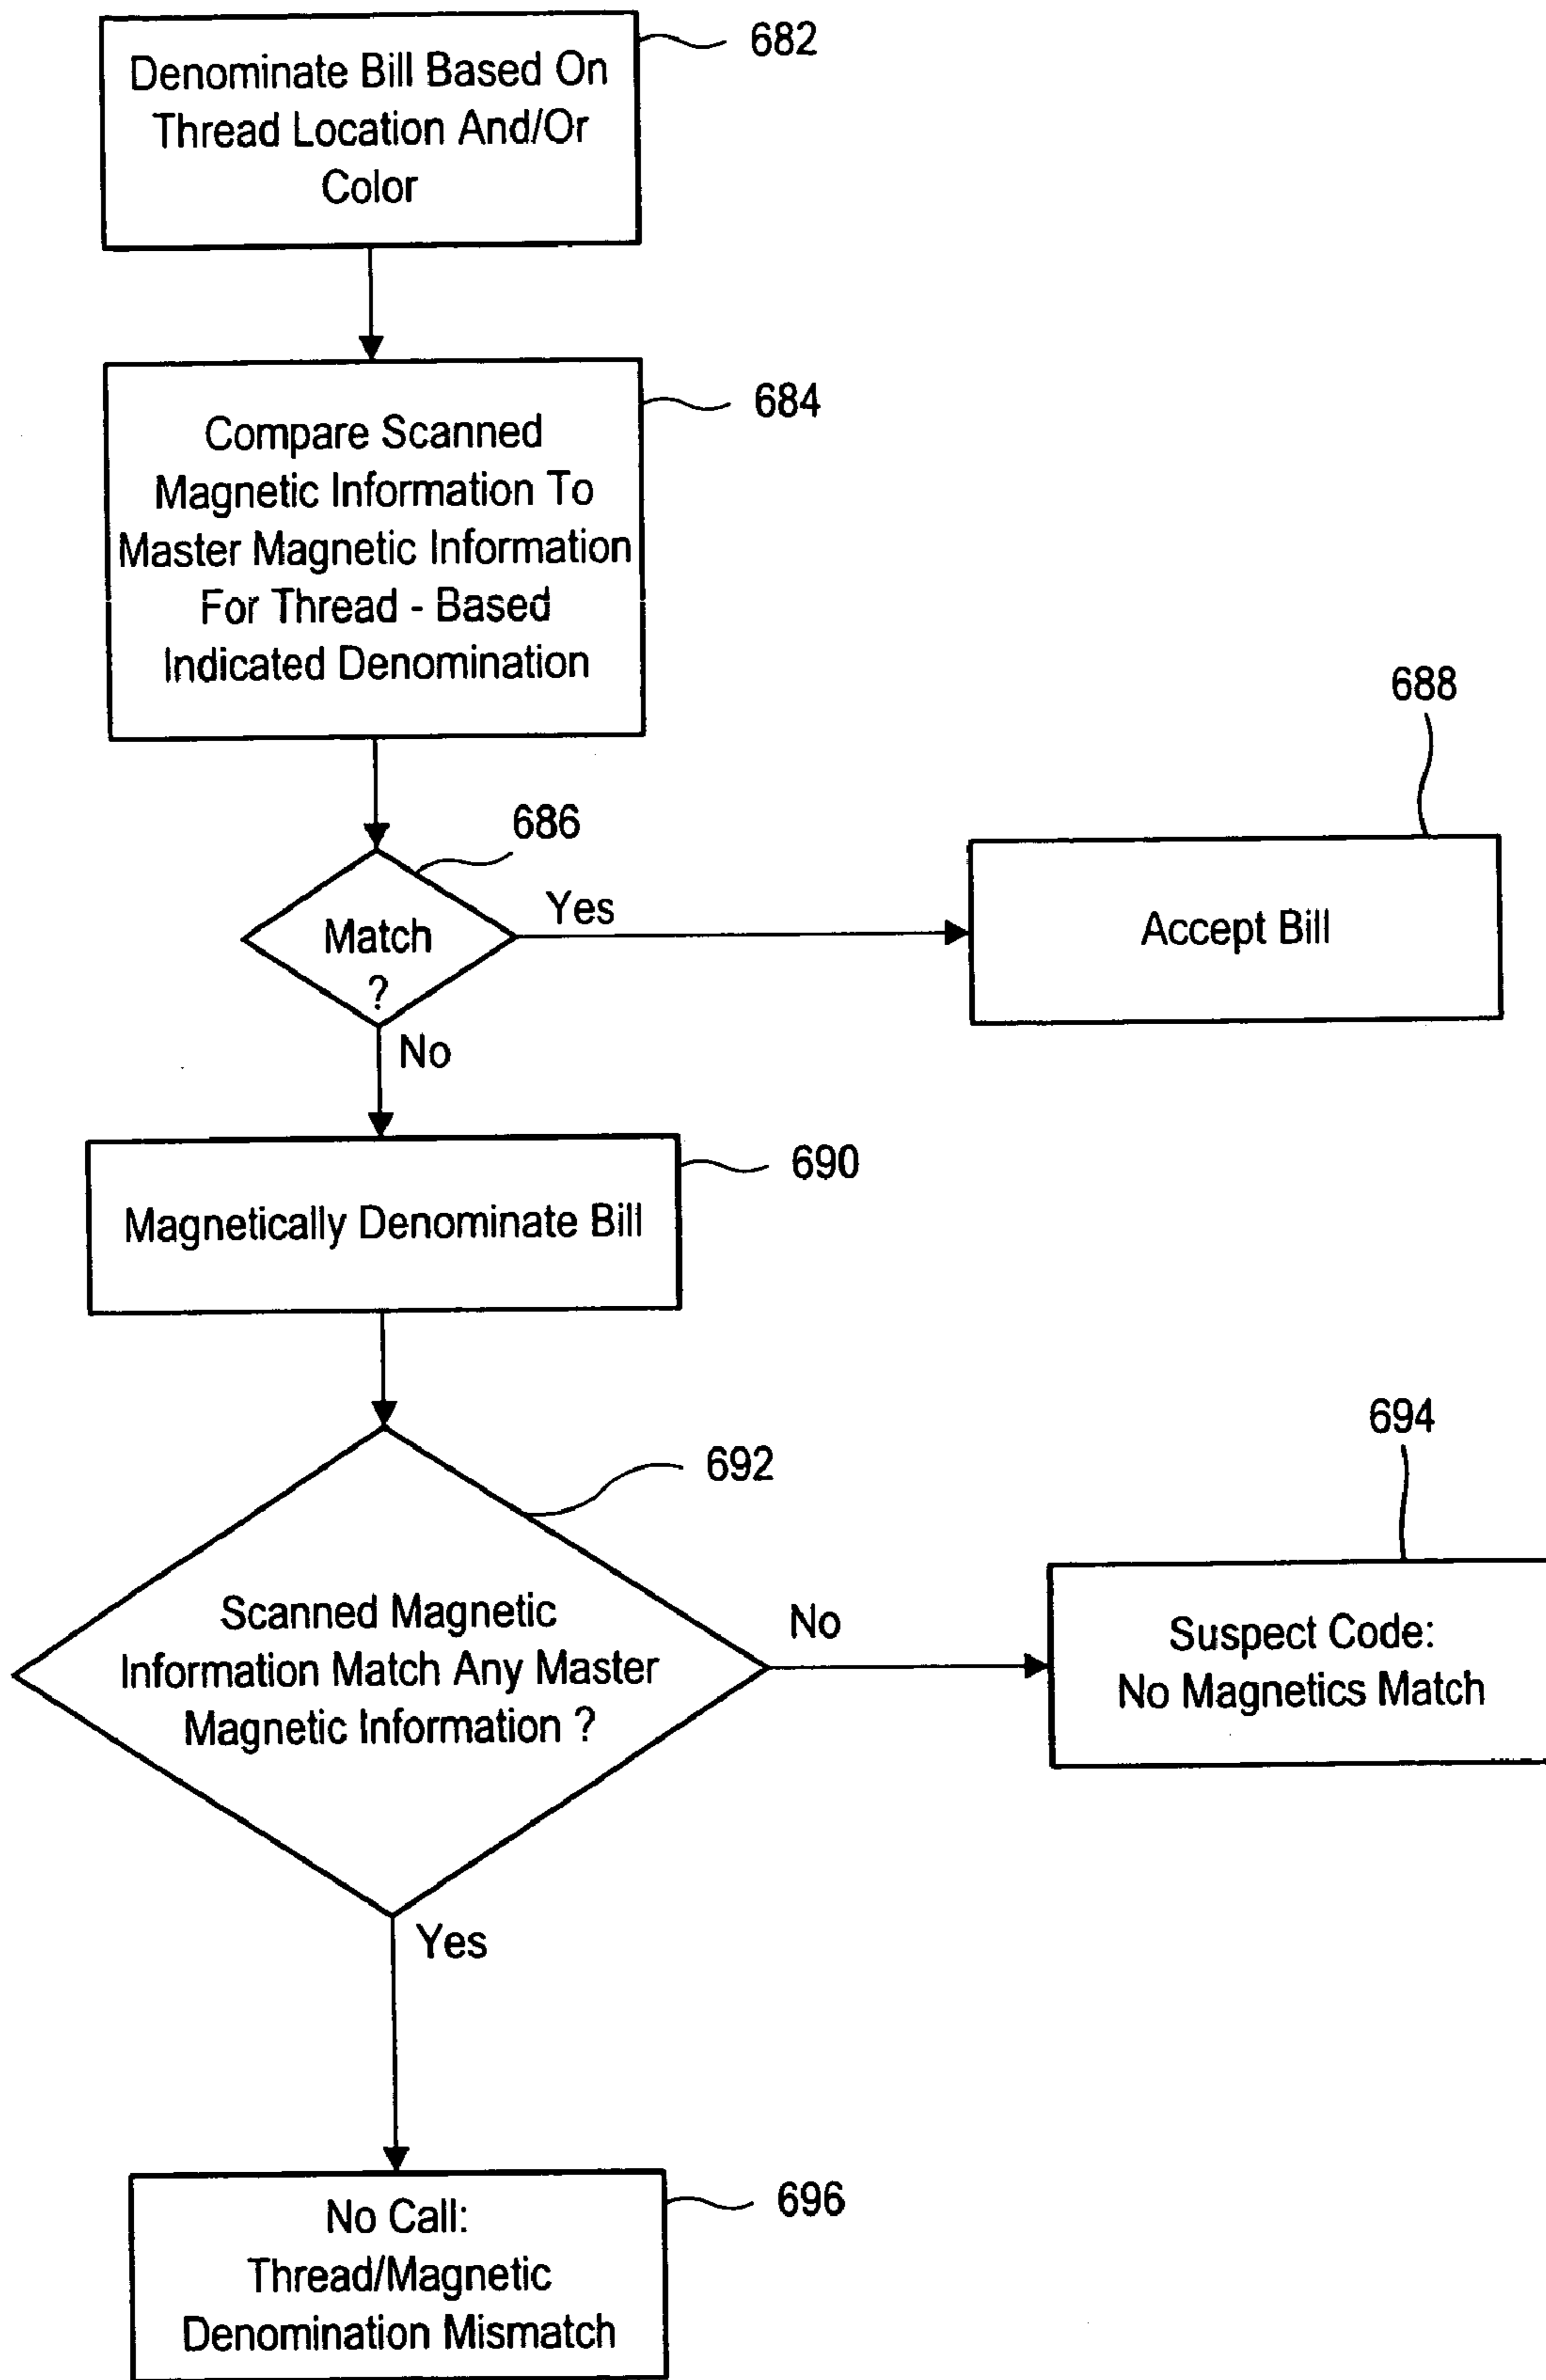 682
Denominate Bill Based On
Thread Location And/Or
Color
684
Compare Scanned
Magnetic Information To
Master Magnetic Information
For Thread - Based
Indicated Denomination
686
Match
?
Yes
688
Accept Bill
No
690
Magnetically Denominate Bill
692
Scanned Magnetic
Information Match Any Master
Magnetic Information ?
No
694
Suspect Code:
No Magnetics Match
Yes
696
No Call:
Thread/Magnetic
Denomination Mismatch